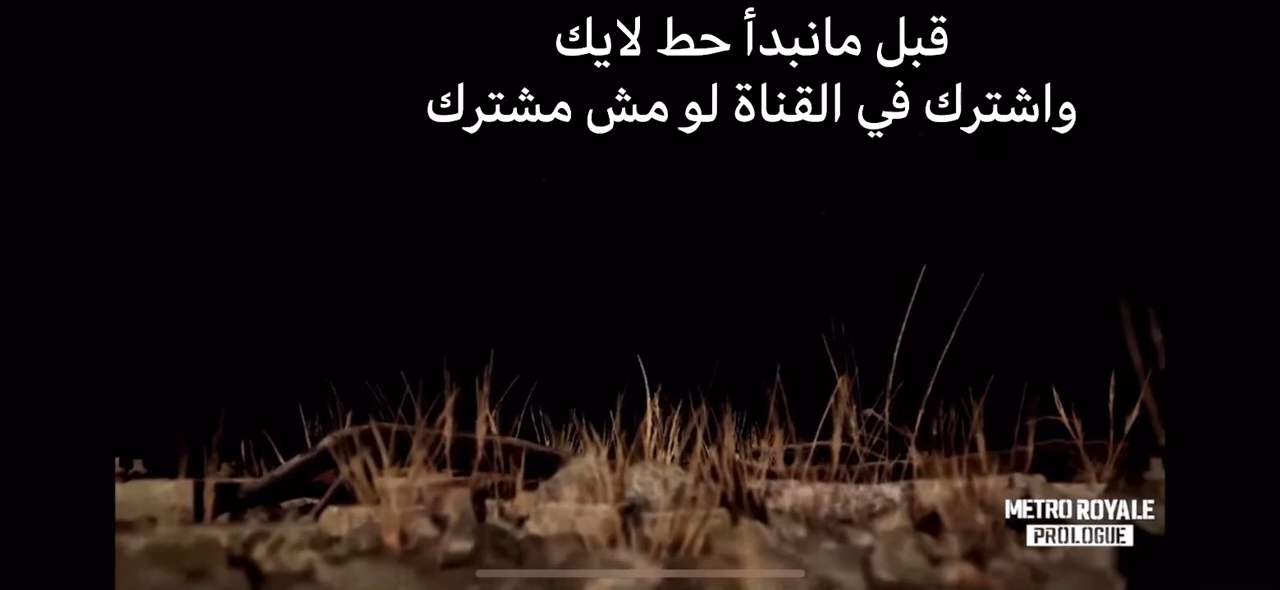 قبل مانبدأ حط لايك
واشترك في القناة لو مش مشترك
METRO ROYALE
PROLOGUE